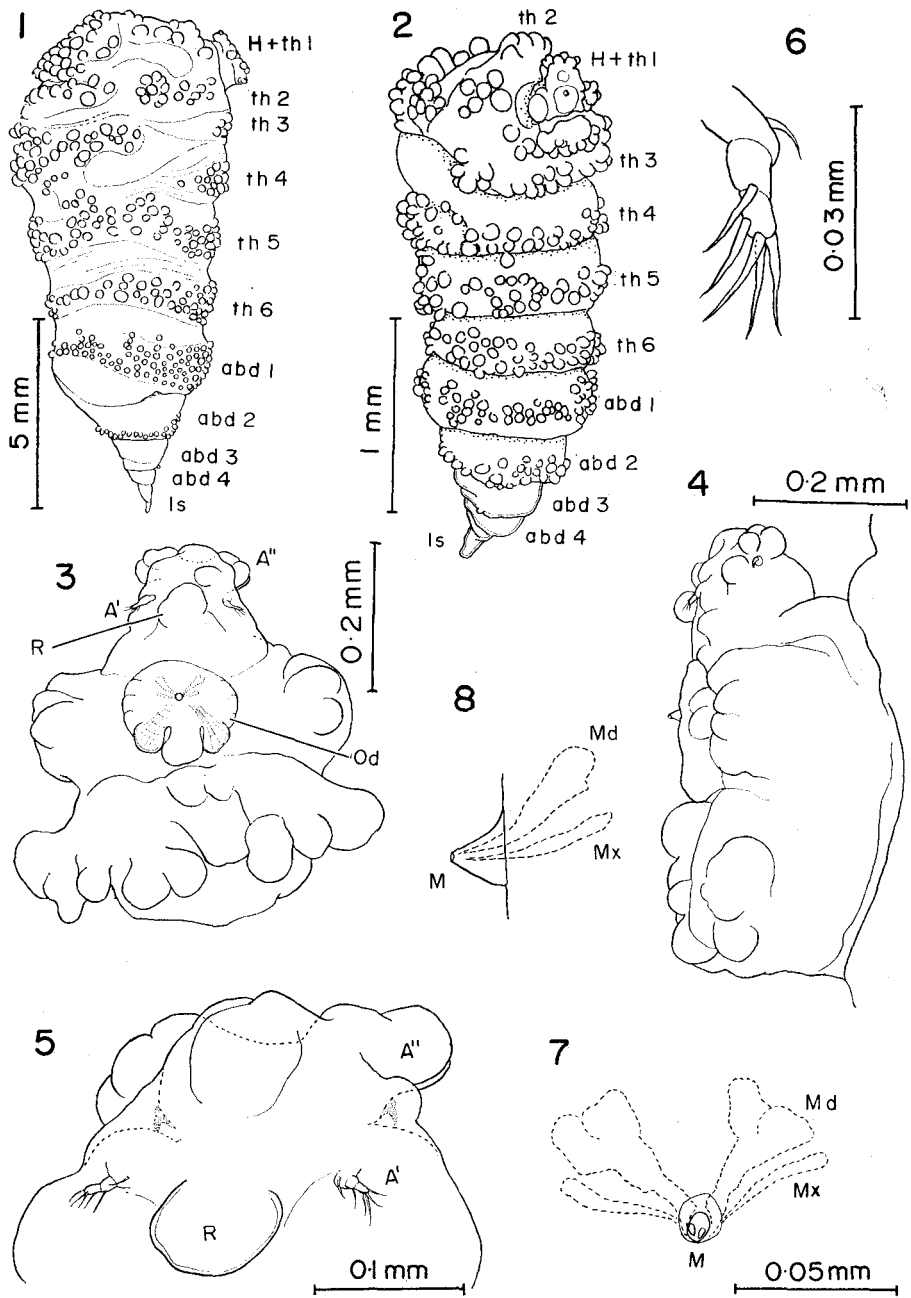 1
H+th1
th 2
th 3
th 4
th 5
th 6
abd 1
abd 2
abd 3
abd 4
ls
5 mm
2
th 2
H+th1
th 3
th 4
th 5
th 6
abd 1
abd 2
abd 3
abd 4
ls
1 mm
6
0·03 mm
3
A"
A'
R
Od
0·2 mm
4
0·2 mm
8
Md
Mx
M
5
A"
A'
R
0·1 mm
7
Md
Mx
M
0·05 mm